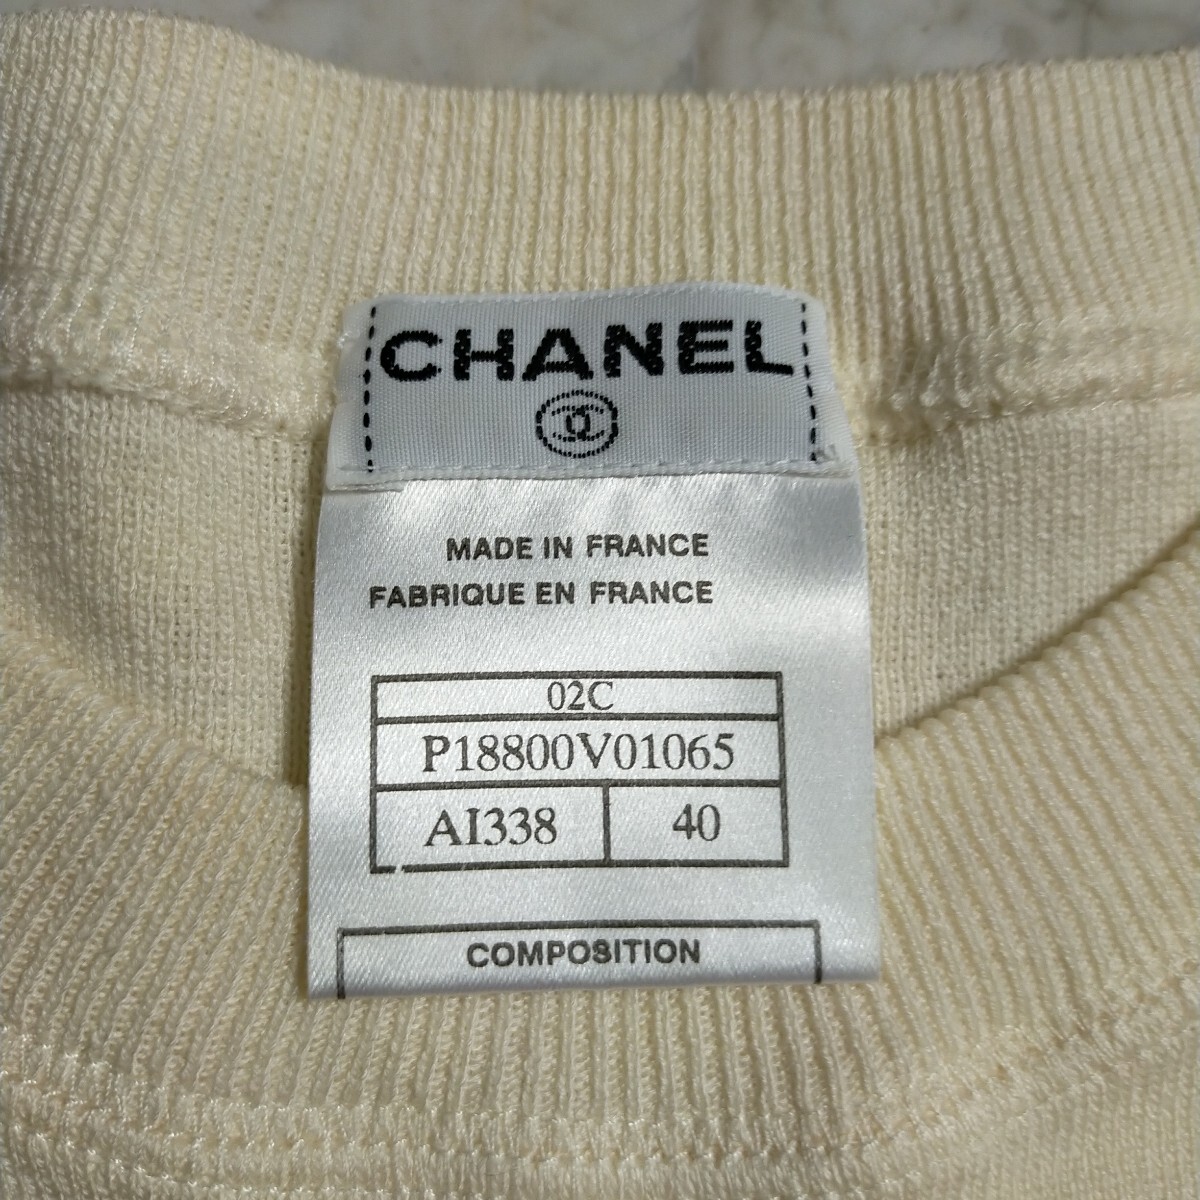 CHANEL
MADE IN FRANCE
FABRIQUE EN FRANCE
02C
P18800V01065
AI338 40
COMPOSITION